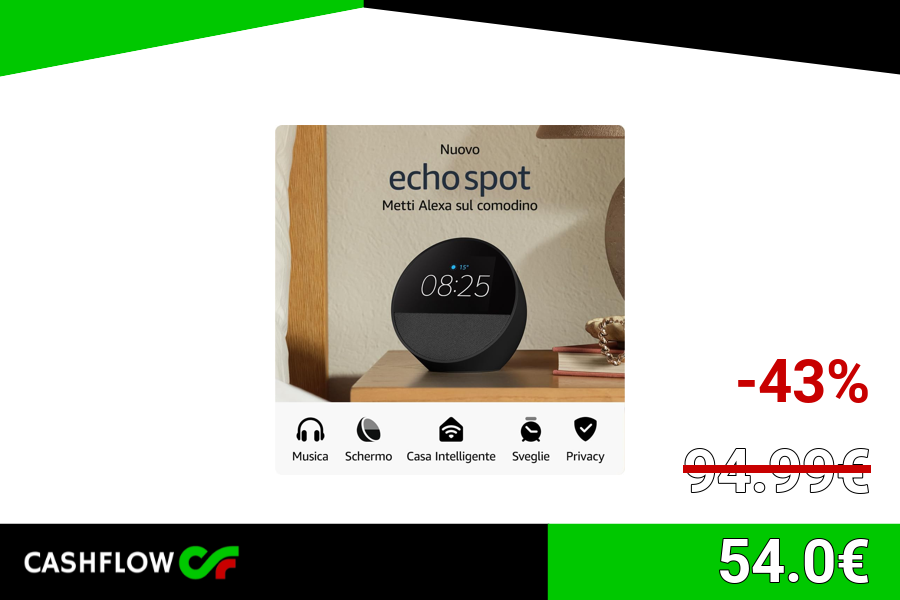 Nuovo
echo spot
Metti Alexa sul comodino
15°
08:25
Musica
Schermo
Casa Intelligente
Sveglie
Privacy
-43%
94.99€
CASHFLOW
54.0€